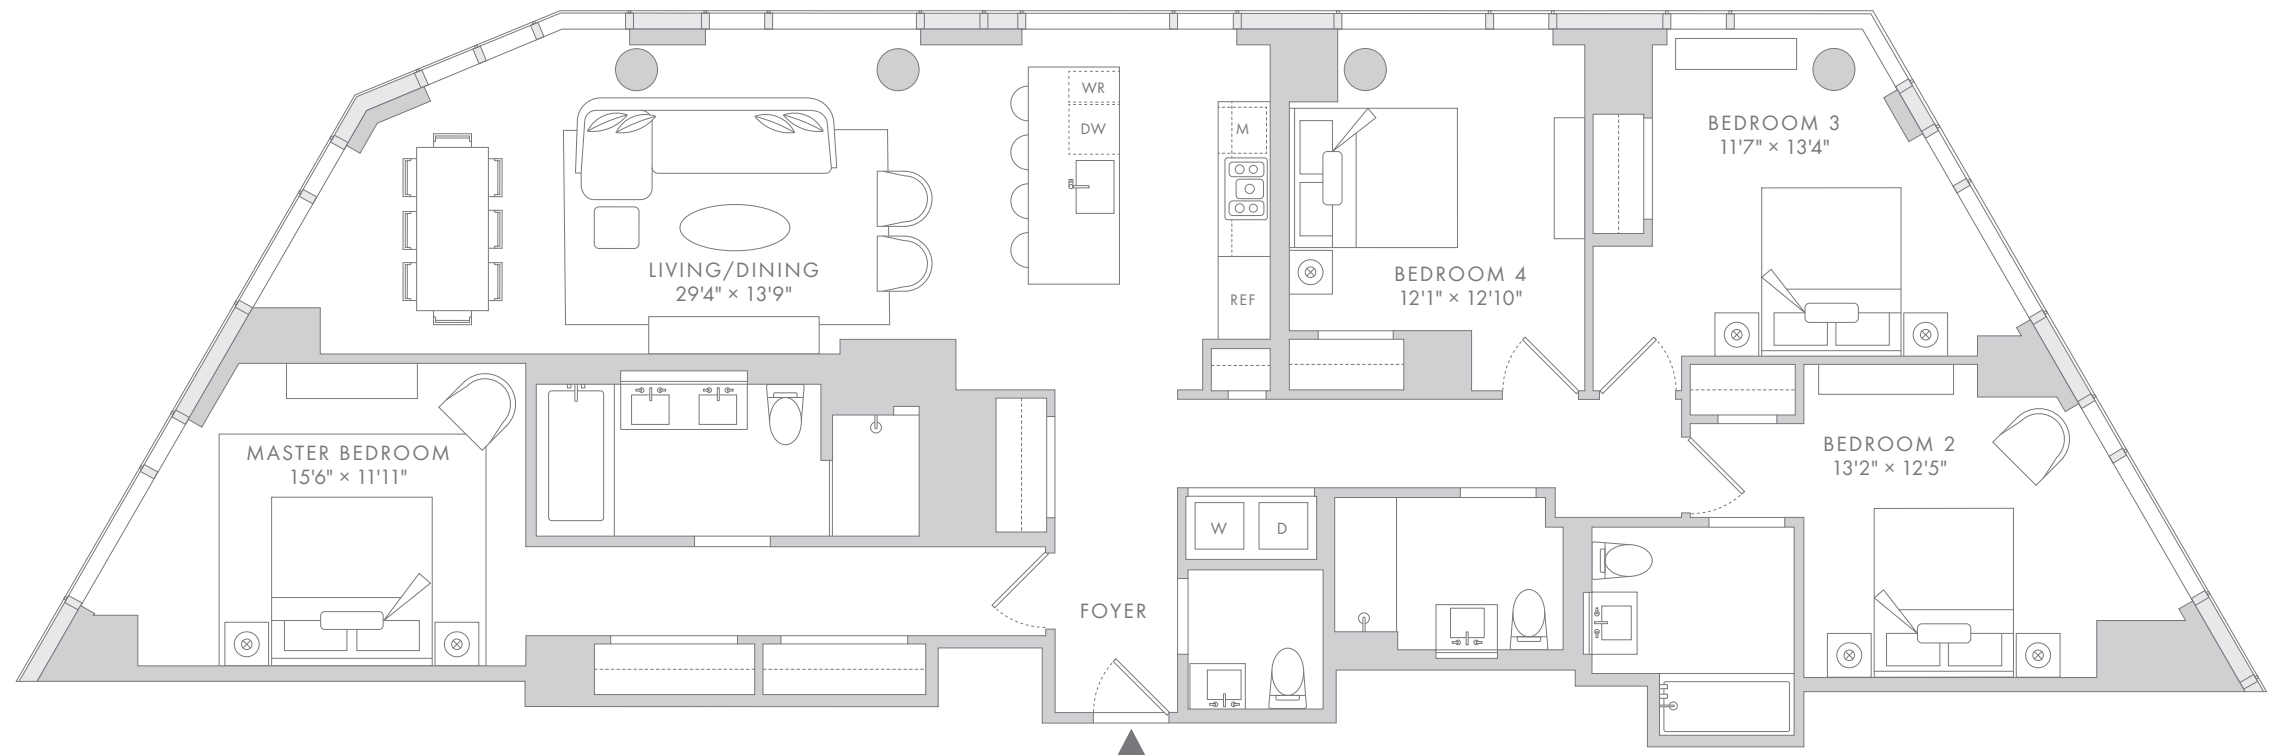 WR
DW
M
REF
LIVING/DINING
29'4" × 13'9"
BEDROOM 4
12'1" × 12'10"
BEDROOM 3
11'7" × 13'4"
MASTER BEDROOM
15'6" × 11'11"
BEDROOM 2
13'2" × 12'5"
W
D
FOYER